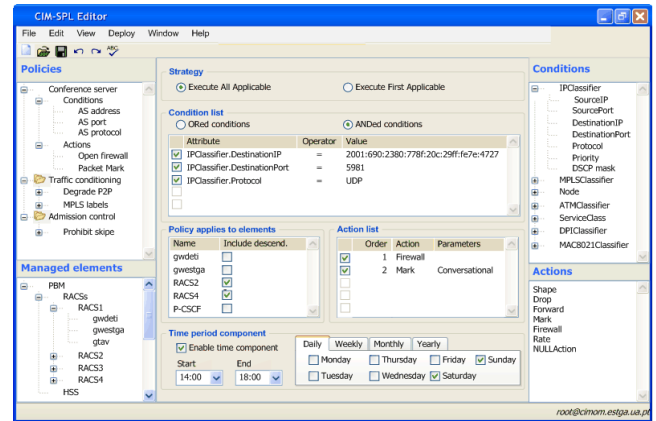 CIM-SPL Editor
File Edit View Deploy Window Help
ABC
Policies
Conference server
Conditions
AS address
AS port
AS protocol
Actions
Open firewall
Packet Mark
Traffic conditioning
Degrade P2P
MPLS labels
Admission control
Prohibit skipe
Managed elements
PBM
RACSs
RACS1
gwdeti
gwestga
gtav
RACS2
RACS3
RACS4
HSS
Strategy
Execute All Applicable Execute First Applicable
Condition list
ORed conditions ANDed conditions
Attribute Operator Value
IPClassifier.DestinationIP = 2001:690:2380:778f:20c:29ff:fe7e:4727
IPClassifier.DestinationPort = 5981
IPClassifier.Protocol = UDP
Policy applies to elements
Name Include descend.
gwdeti
gwestga
RACS2
RACS4
P-CSCF
Action list
Order Action Parameters
1 Firewall
2 Mark Conversational
Time period component
Enable time component
Start End
14:00 18:00
Daily Weekly Monthly Yearly
Monday Thursday Friday Sunday
Tuesday Wednesday Saturday
Conditions
IPClassifier
SourceIP
SourcePort
DestinationIP
DestinationPort
Protocol
Priority
DSCP mask
MPLSClassifier
Node
ATMClassifier
ServiceClass
DPIClassifier
MAC8021Classifier
Actions
Shape
Drop
Forward
Mark
Firewall
Rate
NULLAction
root@cimom.estga.ua.pt